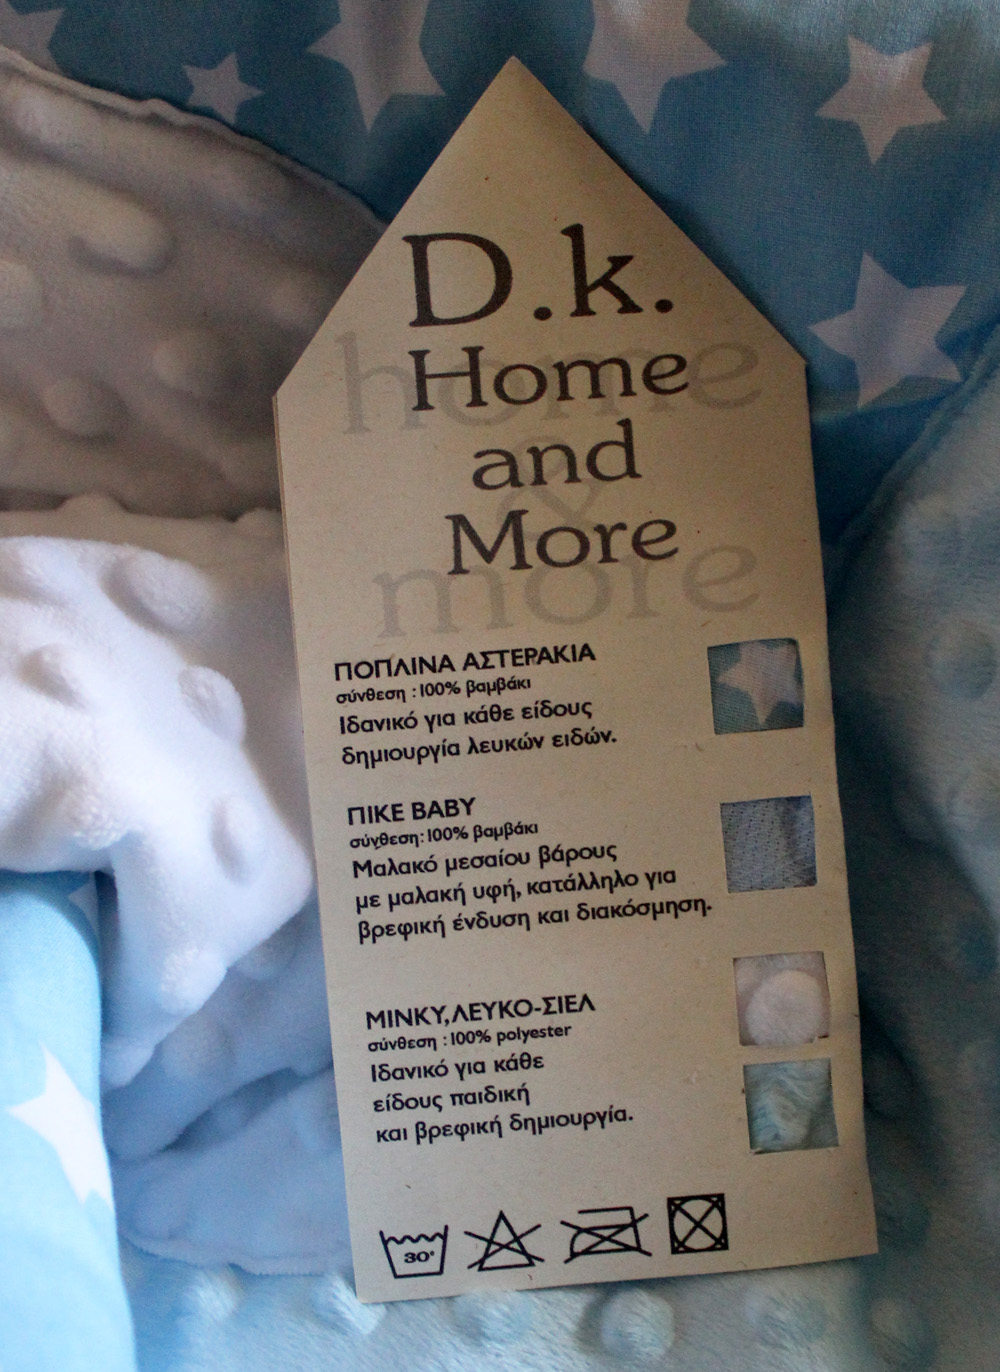 D.k.
Home
and
More
home
&
more
ΠΟΠΛΙΝΑ ΑΣΤΕΡΑΚΙΑ
σύνθεση : 100% βαμβάκι
Ιδανικό για κάθε είδους
δημιουργία λευκών ειδών.
ΠΙΚΕ BABY
σύνθεση: 100% βαμβάκι
Μαλακό μεσαίου βάρους
με μαλακή υφή, κατάλληλο για
βρεφική ένδυση και διακόσμηση.
MINKY, ΛΕΥΚΟ-ΣΙΕΛ
σύνθεση : 100% polyester
Ιδανικό για κάθε
είδους παιδική
και βρεφική δημιουργία.
30°